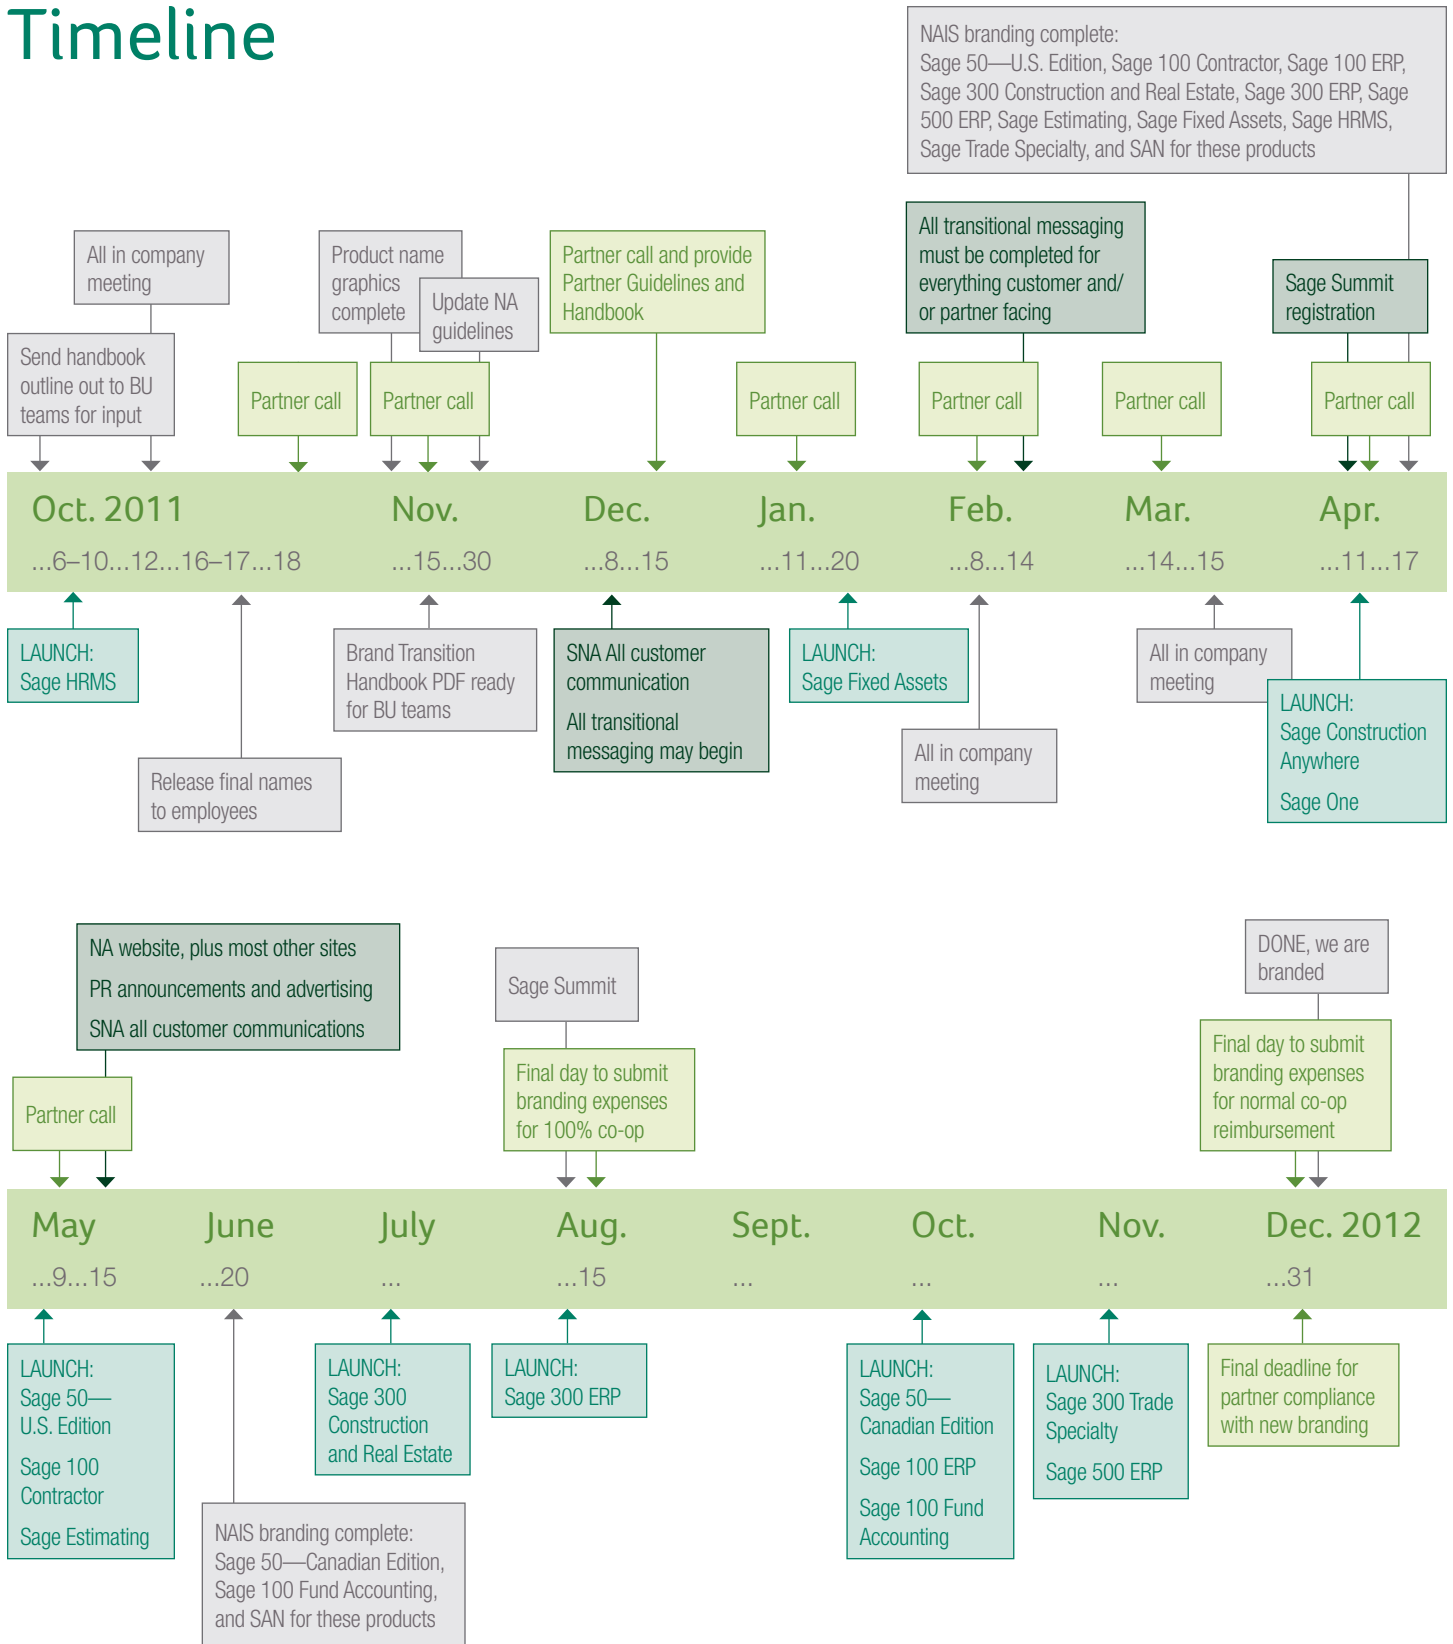 Timeline
NAIS branding complete:
Sage 50—U.S. Edition, Sage 100 Contractor, Sage 100 ERP,
Sage 300 Construction and Real Estate, Sage 300 ERP, Sage
500 ERP, Sage Estimating, Sage Fixed Assets, Sage HRMS,
Sage Trade Specialty, and SAN for these products
All in company
meeting
Send handbook
outline out to BU
teams for input
Partner call
Product name
graphics
complete
Update NA
guidelines
Partner call
Partner call and provide
Partner Guidelines and
Handbook
Partner call
All transitional messaging
must be completed for
everything customer and/
or partner facing
Partner call
Partner call
Sage Summit
registration
Partner call
Oct. 2011
Nov.
Dec.
Jan.
Feb.
Mar.
Apr.
...6–10...12...16–17...18
...15...30
...8...15
...11...20
...8...14
...14...15
...11...17
LAUNCH:
Sage HRMS
Release final names
to employees
Brand Transition
Handbook PDF ready
for BU teams
SNA All customer
communication
All transitional
messaging may begin
LAUNCH:
Sage Fixed Assets
All in company
meeting
All in company
meeting
LAUNCH:
Sage Construction
Anywhere
Sage One
NA website, plus most other sites
PR announcements and advertising
SNA all customer communications
Partner call
Sage Summit
Final day to submit
branding expenses
for 100% co-op
DONE, we are
branded
Final day to submit
branding expenses
for normal co-op
reimbursement
May
June
July
Aug.
Sept.
Oct.
Nov.
Dec. 2012
...9...15
...20
...
...15
...
...
...
...31
LAUNCH:
Sage 50—
U.S. Edition
Sage 100
Contractor
Sage Estimating
NAIS branding complete:
Sage 50—Canadian Edition,
Sage 100 Fund Accounting,
and SAN for these products
LAUNCH:
Sage 300
Construction
and Real Estate
LAUNCH:
Sage 300 ERP
LAUNCH:
Sage 50—
Canadian Edition
Sage 100 ERP
Sage 100 Fund
Accounting
LAUNCH:
Sage 300 Trade
Specialty
Sage 500 ERP
Final deadline for
partner compliance
with new branding